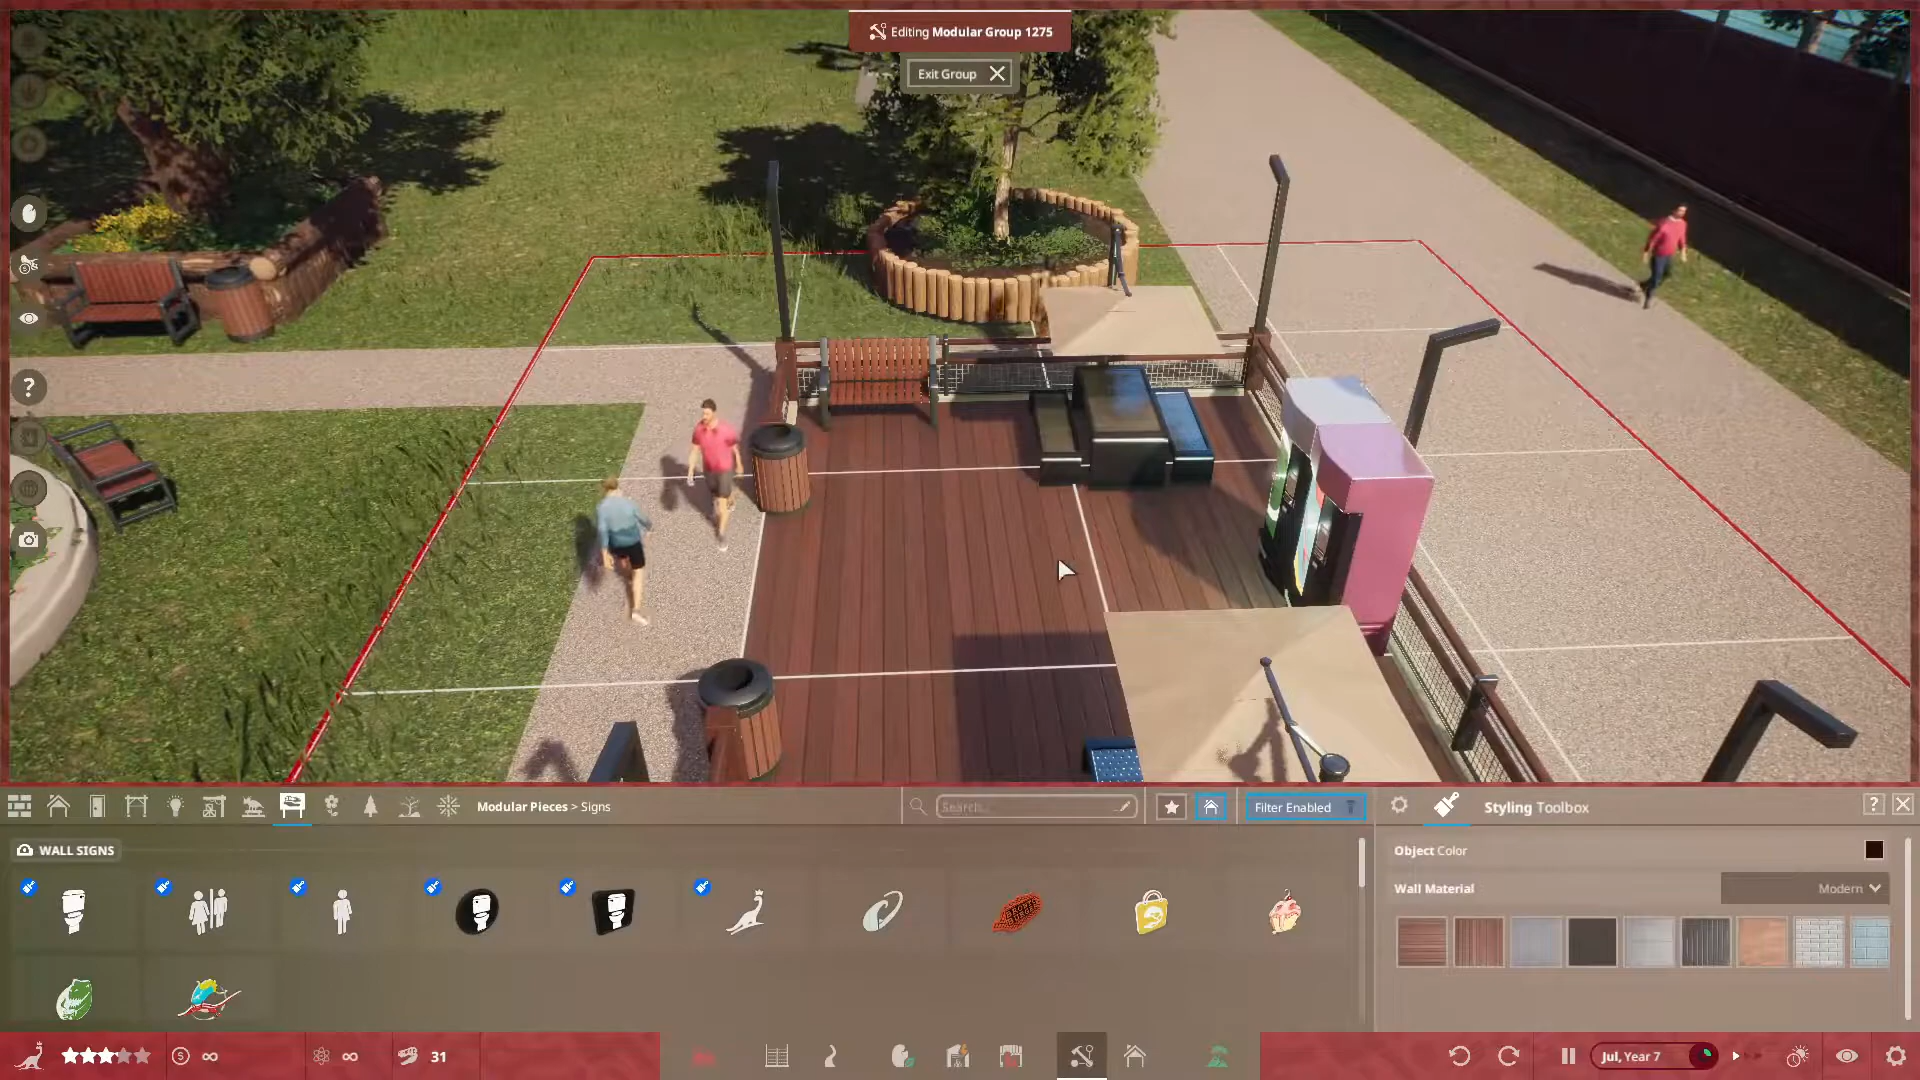 Editing Modular Group 1275
Exit Group
?
Modular Pieces > Signs
Search...
Filter Enabled
Styling Toolbox
?
WALL SIGNS
Object Color
Wall Material
Modern
∞
∞
31
Jul, Year 7